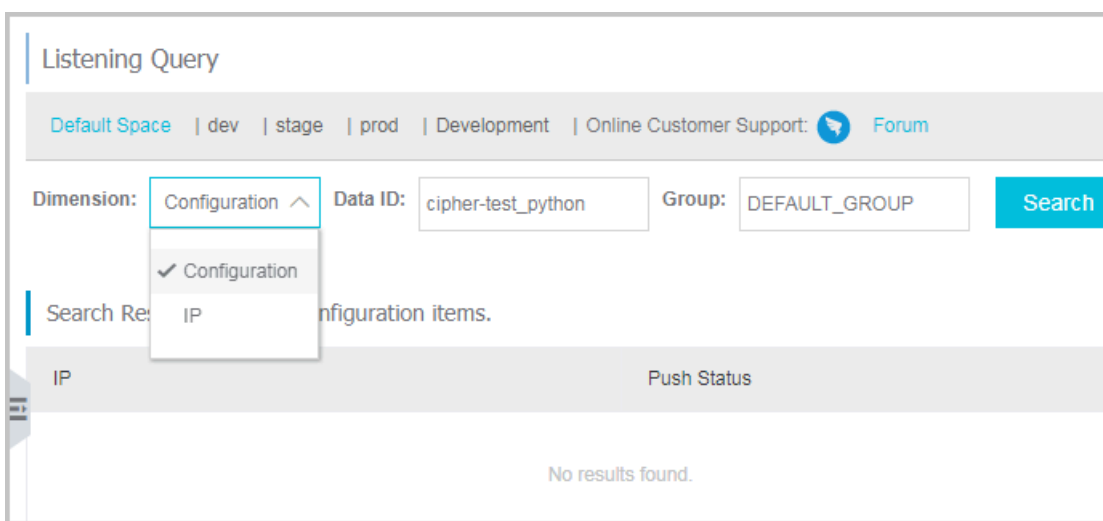 Listening Query
Default Space | dev | stage | prod | Development | Online Customer Support: Forum
Dimension: Configuration Data ID: cipher-test_python Group: DEFAULT_GROUP Search
Configuration
Search Res nfiguration items.
IP
IP Push Status
No results found.